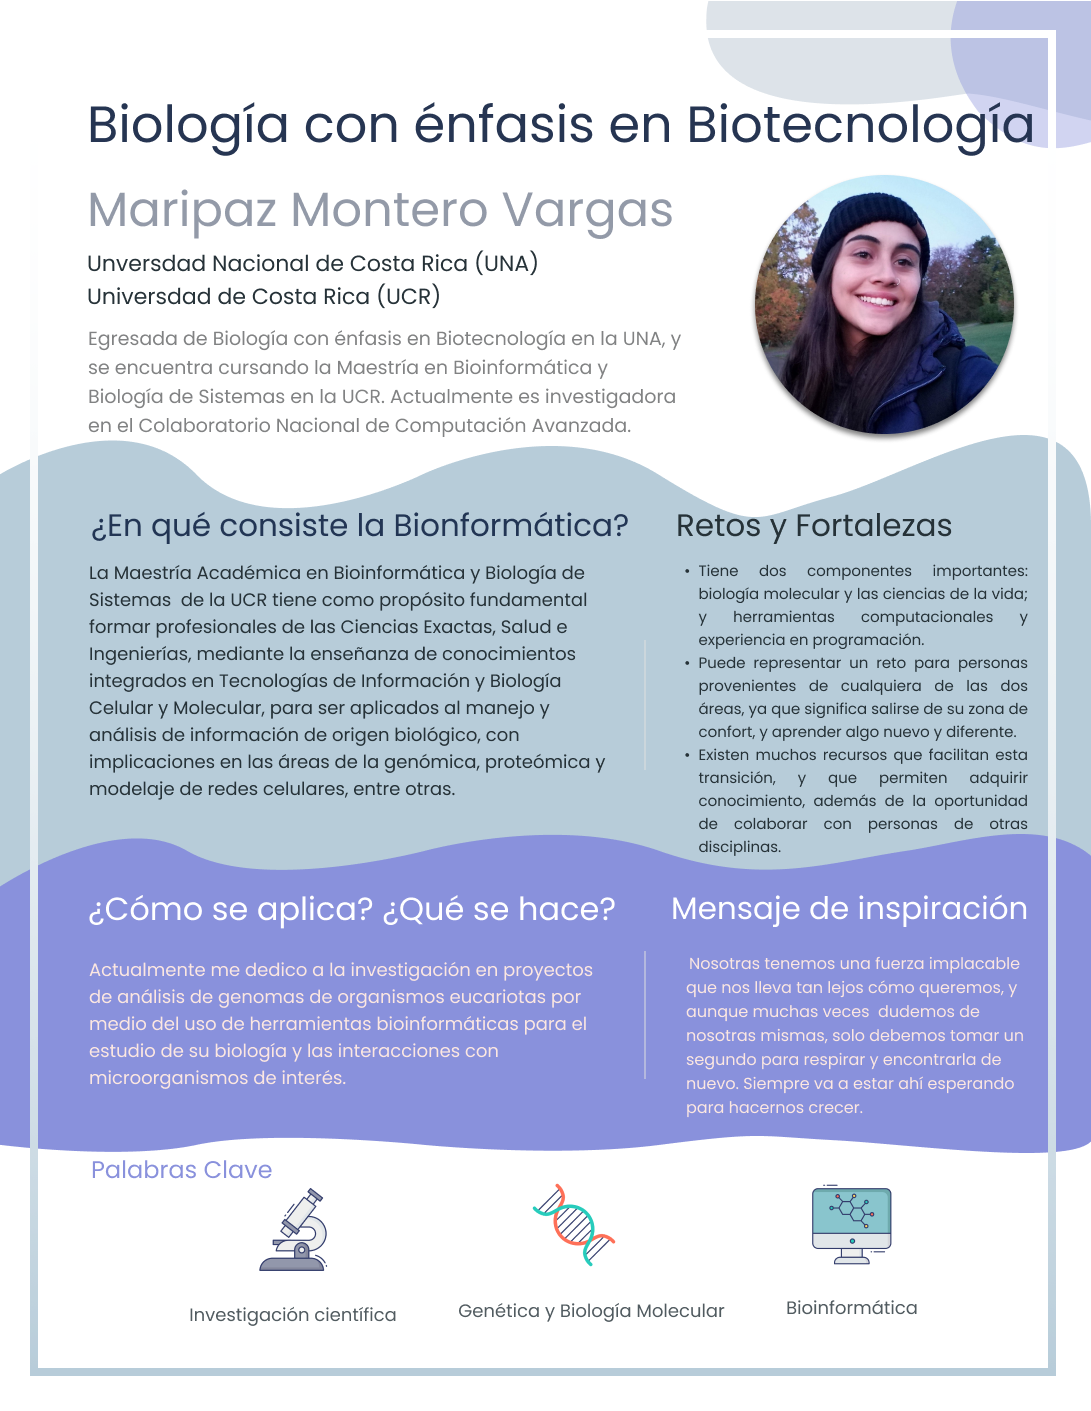 Biología con énfasis en Biotecnología
Maripaz Montero Vargas
Unversdad Nacional de Costa Rica (UNA)
Universdad de Costa Rica (UCR)
Egresada de Biología con énfasis en Biotecnología en la UNA, y
se encuentra cursando la Maestría en Bioinformática y
Biología de Sistemas en la UCR. Actualmente es investigadora
en el Colaboratorio Nacional de Computación Avanzada.
¿En qué consiste la Bionformática?
La Maestría Académica en Bioinformática y Biología de
Sistemas de la UCR tiene como propósito fundamental
formar profesionales de las Ciencias Exactas, Salud e
Ingenierías, mediante la enseñanza de conocimientos
integrados en Tecnologías de Información y Biología
Celular y Molecular, para ser aplicados al manejo y
análisis de información de origen biológico, con
implicaciones en las áreas de la genómica, proteómica y
modelaje de redes celulares, entre otras.
Retos y Fortalezas
• Tiene dos componentes importantes:
biología molecular y las ciencias de la vida;
y herramientas computacionales y
experiencia en programación.
• Puede representar un reto para personas
provenientes de cualquiera de las dos
áreas, ya que significa salirse de su zona de
confort, y aprender algo nuevo y diferente.
• Existen muchos recursos que facilitan esta
transición, y que permiten adquirir
conocimiento, además de la oportunidad
de colaborar con personas de otras
disciplinas.
¿Cómo se aplica? ¿Qué se hace?
Actualmente me dedico a la investigación en proyectos
de análisis de genomas de organismos eucariotas por
medio del uso de herramientas bioinformáticas para el
estudio de su biología y las interacciones con
microorganismos de interés.
Mensaje de inspiración
Nosotras tenemos una fuerza implacable
que nos lleva tan lejos cómo queremos, y
aunque muchas veces dudemos de
nosotras mismas, solo debemos tomar un
segundo para respirar y encontrarla de
nuevo. Siempre va a estar ahí esperando
para hacernos crecer.
Palabras Clave
Investigación científica
Genética y Biología Molecular
Bioinformática